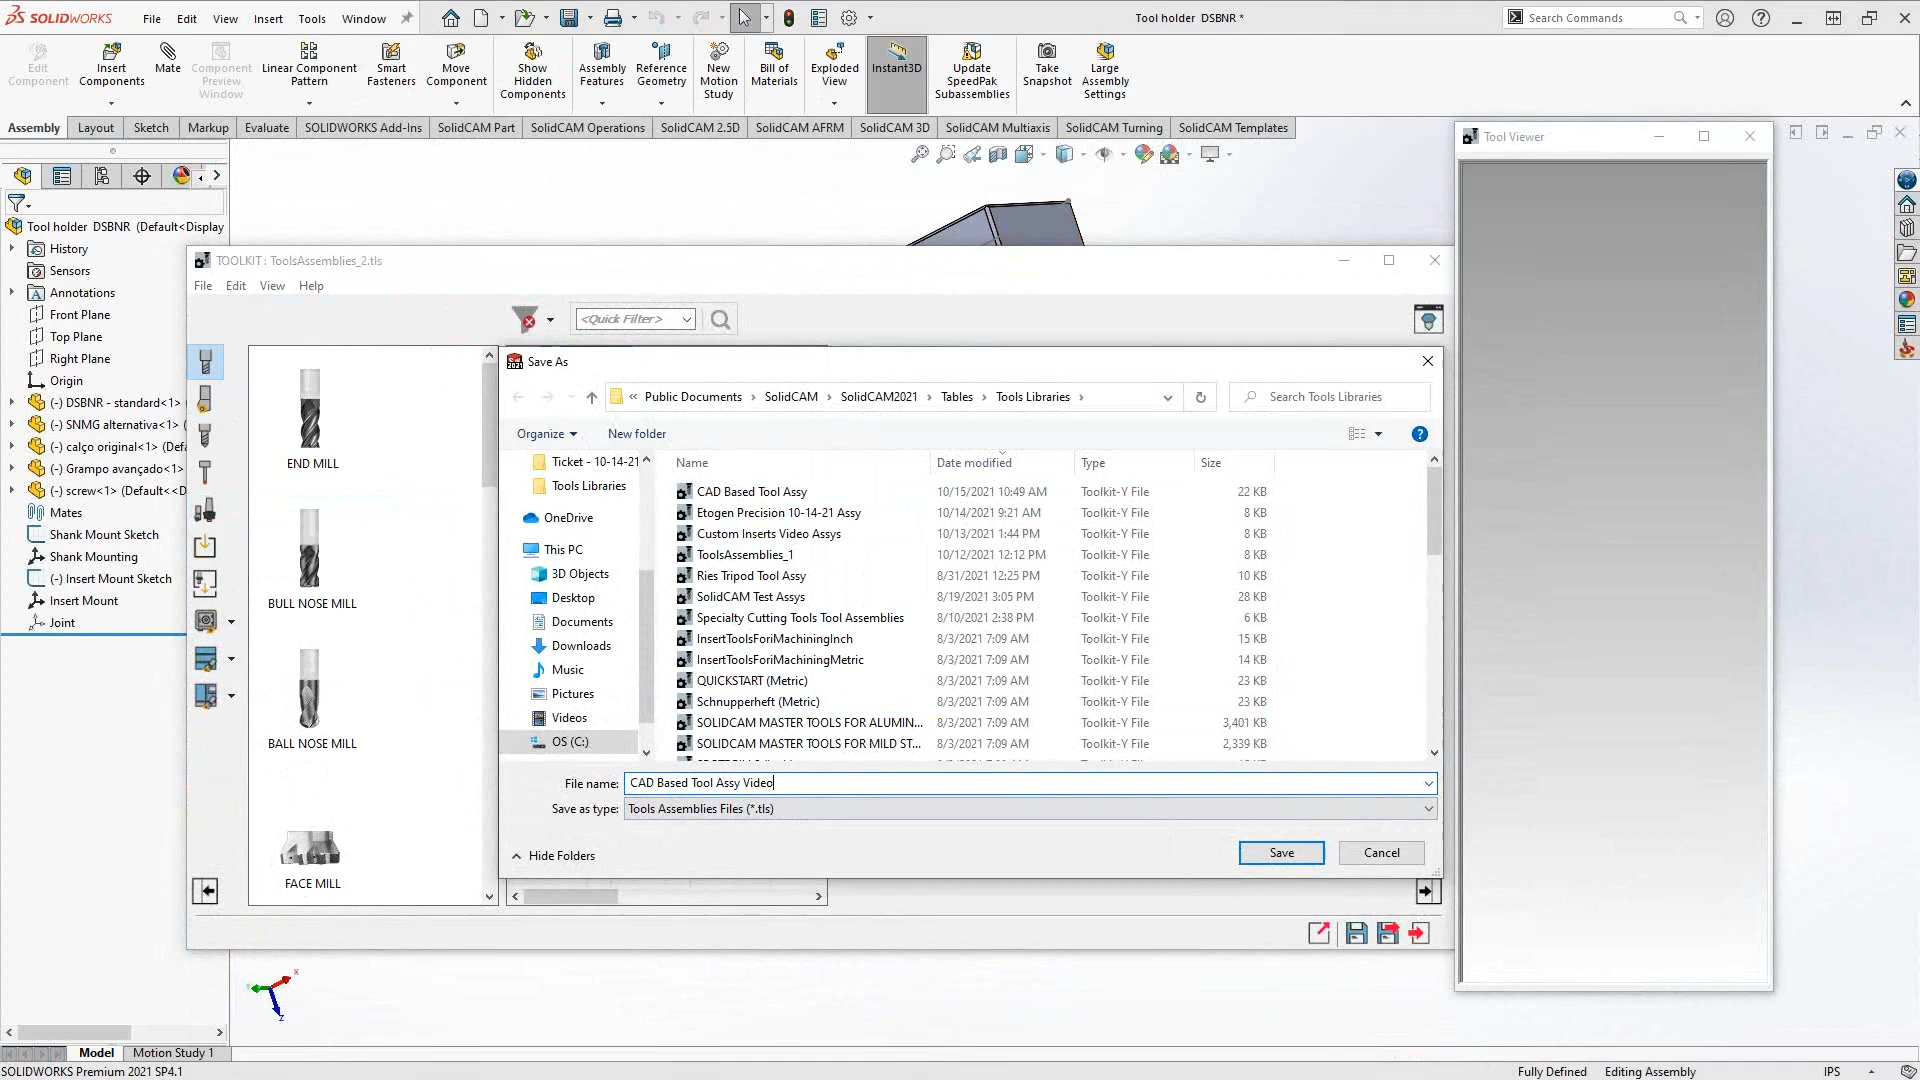 SOLIDWORKS File Edit View Insert Tools Window Tool holder DSBNR * Search Commands
Edit Component
Insert Components
Mate
Component Preview Window
Linear Component Pattern
Smart Fasteners
Move Component
Show Hidden Components
Assembly Features
Reference Geometry
New Motion Study
Bill of Materials
Exploded View
Instant3D
Update SpeedPak Subassemblies
Take Snapshot
Large Assembly Settings
Assembly Layout Sketch Markup Evaluate SOLIDWORKS Add-Ins SolidCAM Part SolidCAM Operations SolidCAM 2.5D SolidCAM AFRM SolidCAM 3D SolidCAM Multiaxis SolidCAM Turning SolidCAM Templates
Tool Viewer
Tool holder DSBNR (Default<Display
History
Sensors
Annotations
Front Plane
Top Plane
Right Plane
Origin
(-) DSBNR - standard<1> (
(-) SNMG alternativa<1> (
(-) calço original<1> (Defa
(-) Grampo avançado<1>
(-) screw<1> (Default<<D
Mates
Shank Mount Sketch
Shank Mounting
(-) Insert Mount Sketch
Insert Mount
Joint
TOOLKIT : ToolsAssemblies_2.tls
File Edit View Help
<Quick Filter>
END MILL
BULL NOSE MILL
BALL NOSE MILL
FACE MILL
Save As
« Public Documents > SolidCAM > SolidCAM2021 > Tables > Tools Libraries > Search Tools Libraries
Organize New folder
Ticket - 10-14-21
Tools Libraries
OneDrive
This PC
3D Objects
Desktop
Documents
Downloads
Music
Pictures
Videos
OS (C:)
Name Date modified Type Size
CAD Based Tool Assy 10/15/2021 10:49 AM Toolkit-Y File 22 KB
Etogen Precision 10-14-21 Assy 10/14/2021 9:21 AM Toolkit-Y File 8 KB
Custom Inserts Video Assys 10/13/2021 1:44 PM Toolkit-Y File 8 KB
ToolsAssemblies_1 10/12/2021 12:12 PM Toolkit-Y File 8 KB
Ries Tripod Tool Assy 8/31/2021 12:25 PM Toolkit-Y File 10 KB
SolidCAM Test Assys 8/19/2021 3:05 PM Toolkit-Y File 28 KB
Specialty Cutting Tools Tool Assemblies 8/10/2021 2:38 PM Toolkit-Y File 6 KB
InsertToolsForiMachiningInch 8/3/2021 7:09 AM Toolkit-Y File 15 KB
InsertToolsForiMachiningMetric 8/3/2021 7:09 AM Toolkit-Y File 14 KB
QUICKSTART (Metric) 8/3/2021 7:09 AM Toolkit-Y File 23 KB
Schnupperheft (Metric) 8/3/2021 7:09 AM Toolkit-Y File 23 KB
SOLIDCAM MASTER TOOLS FOR ALUMIN... 8/3/2021 7:09 AM Toolkit-Y File 3,401 KB
SOLIDCAM MASTER TOOLS FOR MILD ST... 8/3/2021 7:09 AM Toolkit-Y File 2,339 KB
File name: CAD Based Tool Assy Video
Save as type: Tools Assemblies Files (*.tls)
Hide Folders Save Cancel
X
Z
Model Motion Study 1
SOLIDWORKS Premium 2021 SP4.1 Fully Defined Editing Assembly IPS